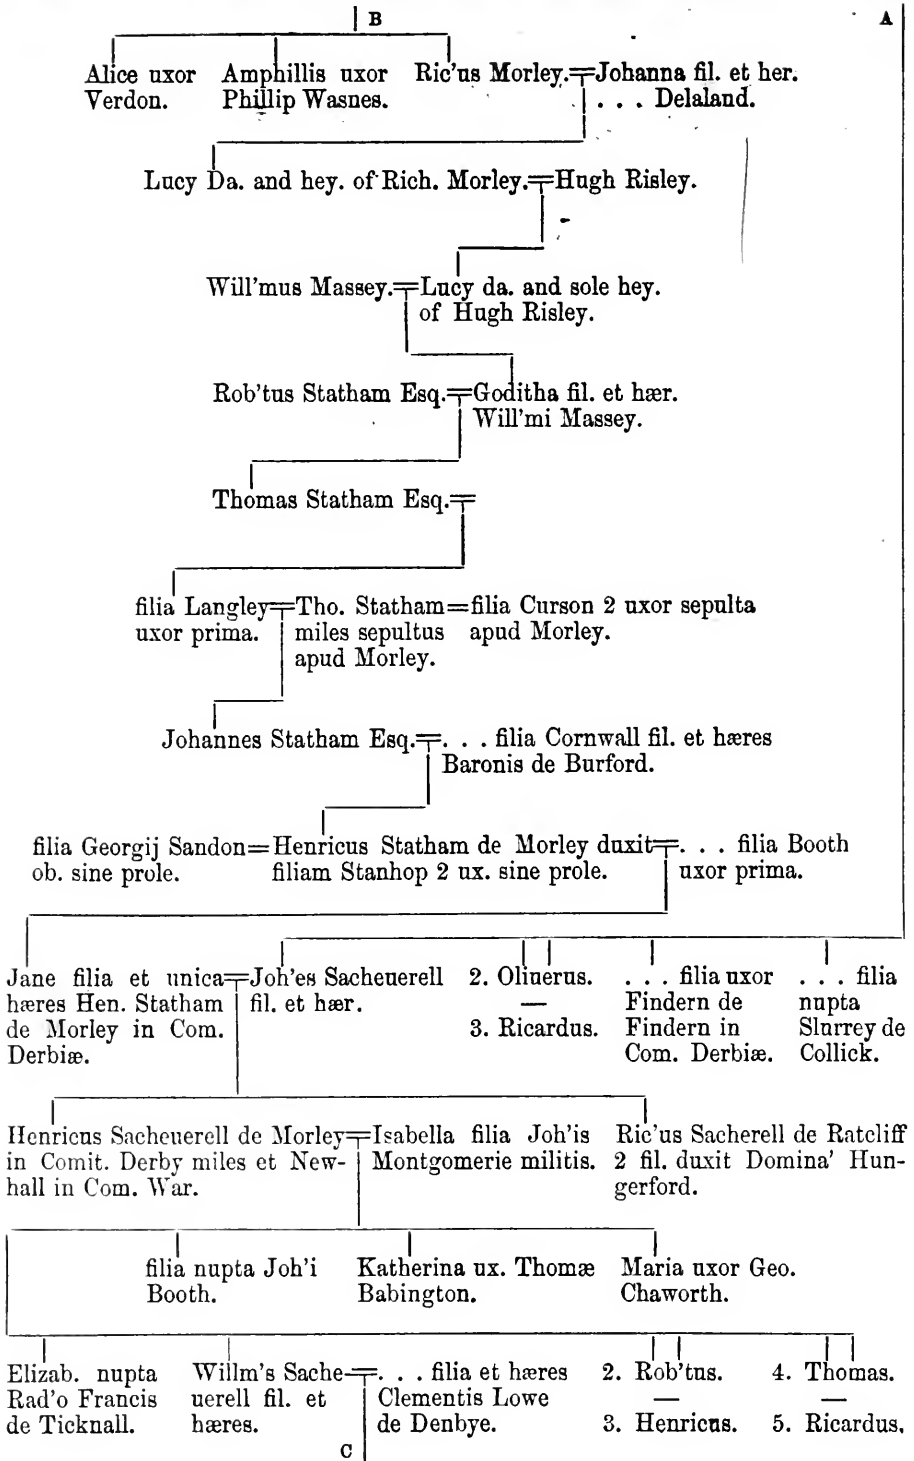 B
A
Alice uxor Amphillis uxor Ric'us Morley.=Johanna fil. et her.
Verdon. Phillip Wasnes. . . . Delaland.
Lucy Da. and hey. of Rich. Morley.=Hugh Risley.
Will'mus Massey.=Lucy da. and sole hey.
of Hugh Risley.
Rob'tus Statham Esq.=Goditha fil. et hær.
Will'mi Massey.
Thomas Statham Esq.=
filia Langley=Tho. Statham=filia Curson 2 uxor sepulta
uxor prima. miles sepultus apud Morley.
apud Morley.
Johannes Statham Esq.=. . . filia Cornwall fil. et hæres
Baronis de Burford.
filia Georgij Sandon=Henricus Statham de Morley duxit=. . . filia Booth
ob. sine prole. filiam Stanhop 2 ux. sine prole. uxor prima.
Jane filia et unica=Joh'es Sacheuerell 2. Oliuerus. . . . filia uxor . . . filia
hæres Hen. Statham fil. et hær. — Findern de nupta
de Morley in Com. 3. Ricardus. Findern in Slurrey de
Derbiæ. Com. Derbiæ. Collick.
Henricus Sacheuerell de Morley=Isabella filia Joh'is Ric'us Sacherell de Ratcliff
in Comit. Derby miles et New- Montgomerie militis. 2 fil. duxit Domina' Hun-
hall in Com. War. gerford.
filia nupta Joh'i Katherina ux. Thomæ Maria uxor Geo.
Booth. Babington. Chaworth.
Elizab. nupta Willm's Sache-=. . . filia et hæres 2. Rob'tus. 4. Thomas.
Rad'o Francis uerell fil. et Clementis Lowe — —
de Ticknall. hæres. de Denbye. 3. Henricus. 5. Ricardus.
C